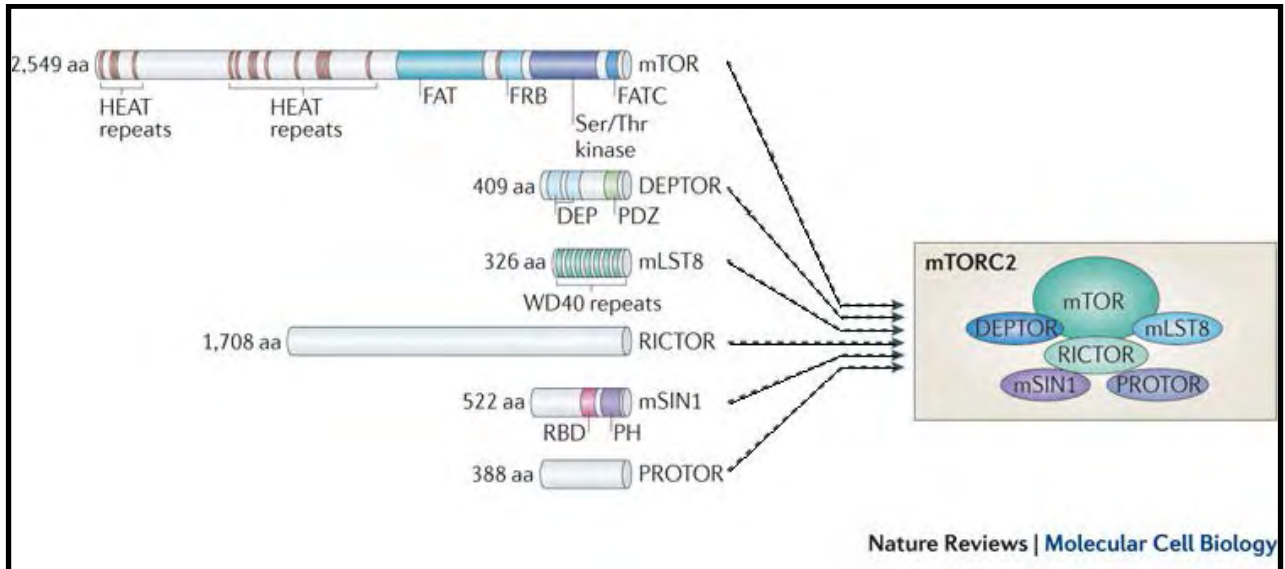 2,549 aa
mTOR
HEAT
repeats
HEAT
repeats
FAT
FRB
FATC
Ser/Thr
kinase
409 aa
DEPTOR
DEP
PDZ
326 aa
mLST8
WD40 repeats
1,708 aa
RICTOR
522 aa
mSIN1
RBD
PH
388 aa
PROTOR
mTORC2
mTOR
DEPTOR
mLST8
RICTOR
mSIN1
PROTOR
Nature Reviews | Molecular Cell Biology